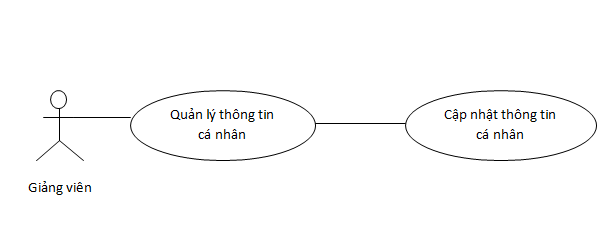 Quản lý thông tin
cá nhân
Cập nhật thông tin
cá nhân
Giảng viên